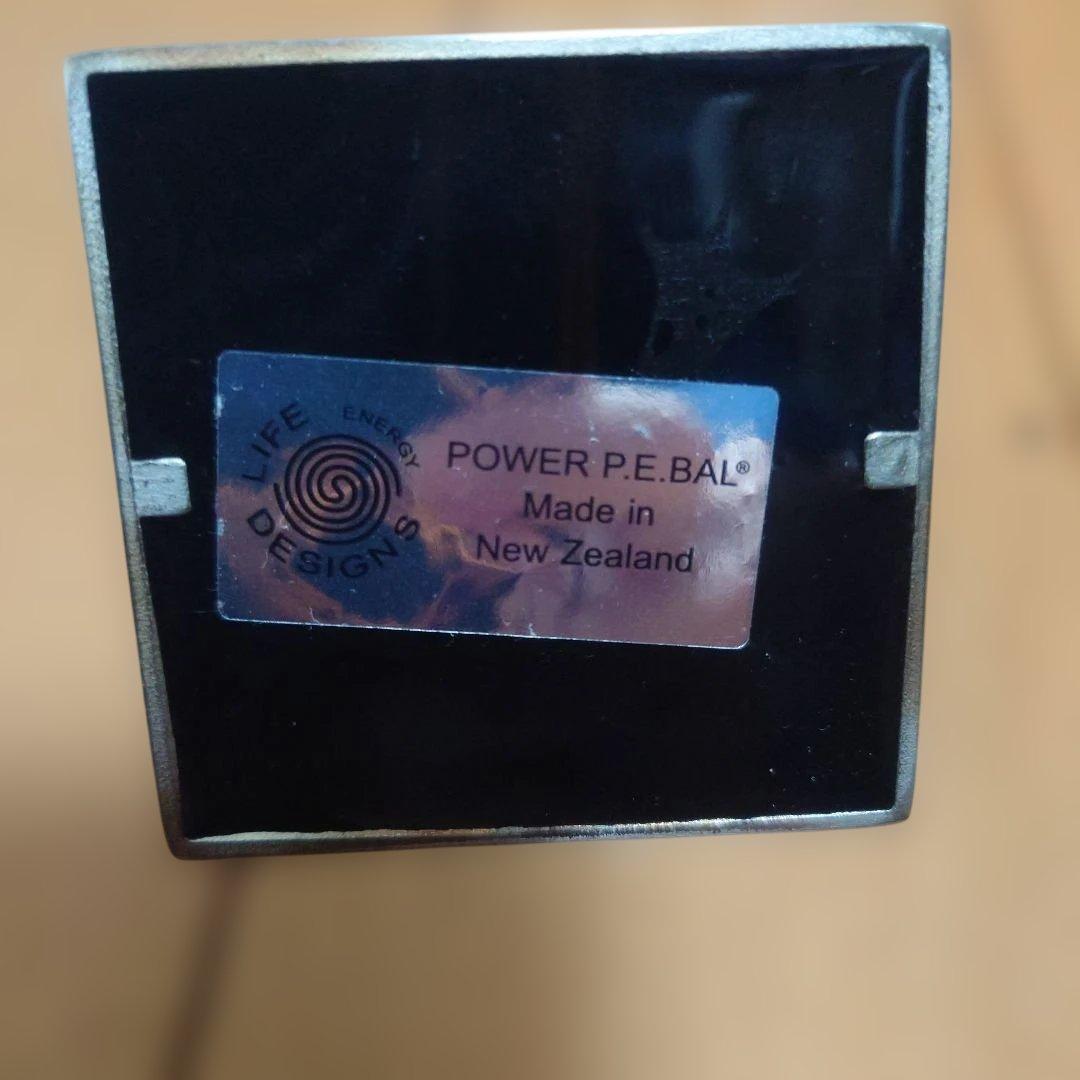 LIFE ENERGY
DESIGNS
POWER P.E.BAL®
Made in
New Zealand